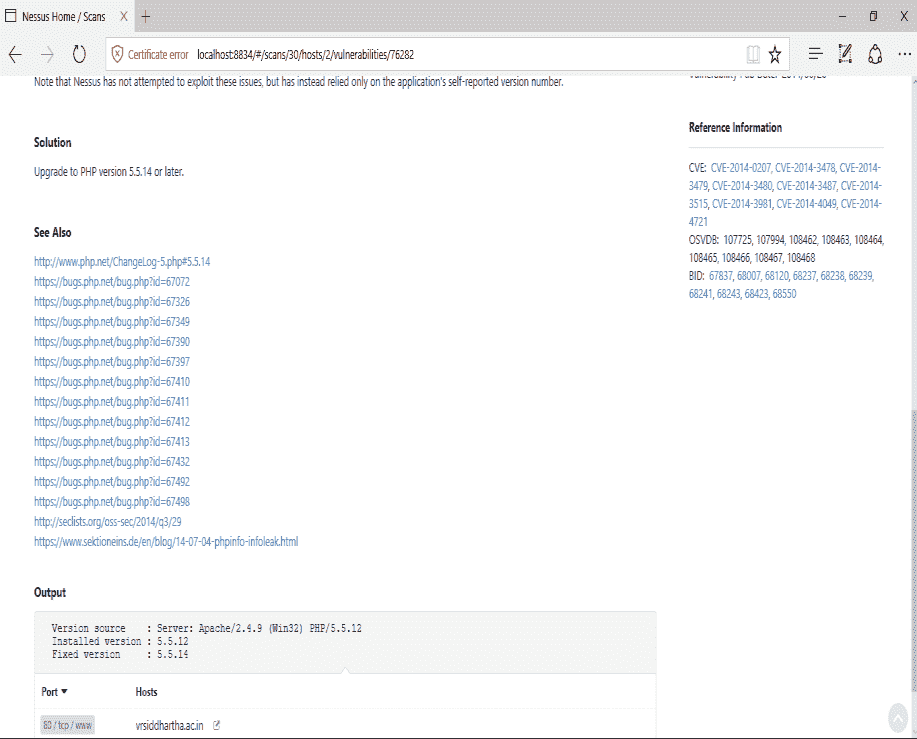 Nessus Home / Scans
Certificate error localhost:8834/#/scans/30/hosts/2/vulnerabilities/76282
Note that Nessus has not attempted to exploit these issues, but has instead relied only on the application's self-reported version number.
Solution
Upgrade to PHP version 5.5.14 or later.
See Also
http://www.php.net/ChangeLog-5.php#5.5.14
https://bugs.php.net/bug.php?id=67072
https://bugs.php.net/bug.php?id=67326
https://bugs.php.net/bug.php?id=67349
https://bugs.php.net/bug.php?id=67390
https://bugs.php.net/bug.php?id=67397
https://bugs.php.net/bug.php?id=67410
https://bugs.php.net/bug.php?id=67411
https://bugs.php.net/bug.php?id=67412
https://bugs.php.net/bug.php?id=67413
https://bugs.php.net/bug.php?id=67432
https://bugs.php.net/bug.php?id=67492
https://bugs.php.net/bug.php?id=67498
http://seclists.org/oss-sec/2014/q3/29
https://www.sektioneins.de/en/blog/14-07-04-phpinfo-infoleak.html
Output
Version source : Server: Apache/2.4.9 (Win32) PHP/5.5.12
Installed version : 5.5.12
Fixed version : 5.5.14
Port Hosts
80 / tcp / www vrsiddhartha.ac.in
Reference Information
CVE: CVE-2014-0207, CVE-2014-3478, CVE-2014-
3479, CVE-2014-3480, CVE-2014-3487, CVE-2014-
3515, CVE-2014-3981, CVE-2014-4049, CVE-2014-
4721
OSVDB: 107725, 107994, 108462, 108463, 108464,
108465, 108466, 108467, 108468
BID: 67837, 68007, 68120, 68237, 68238, 68239,
68241, 68243, 68423, 68550